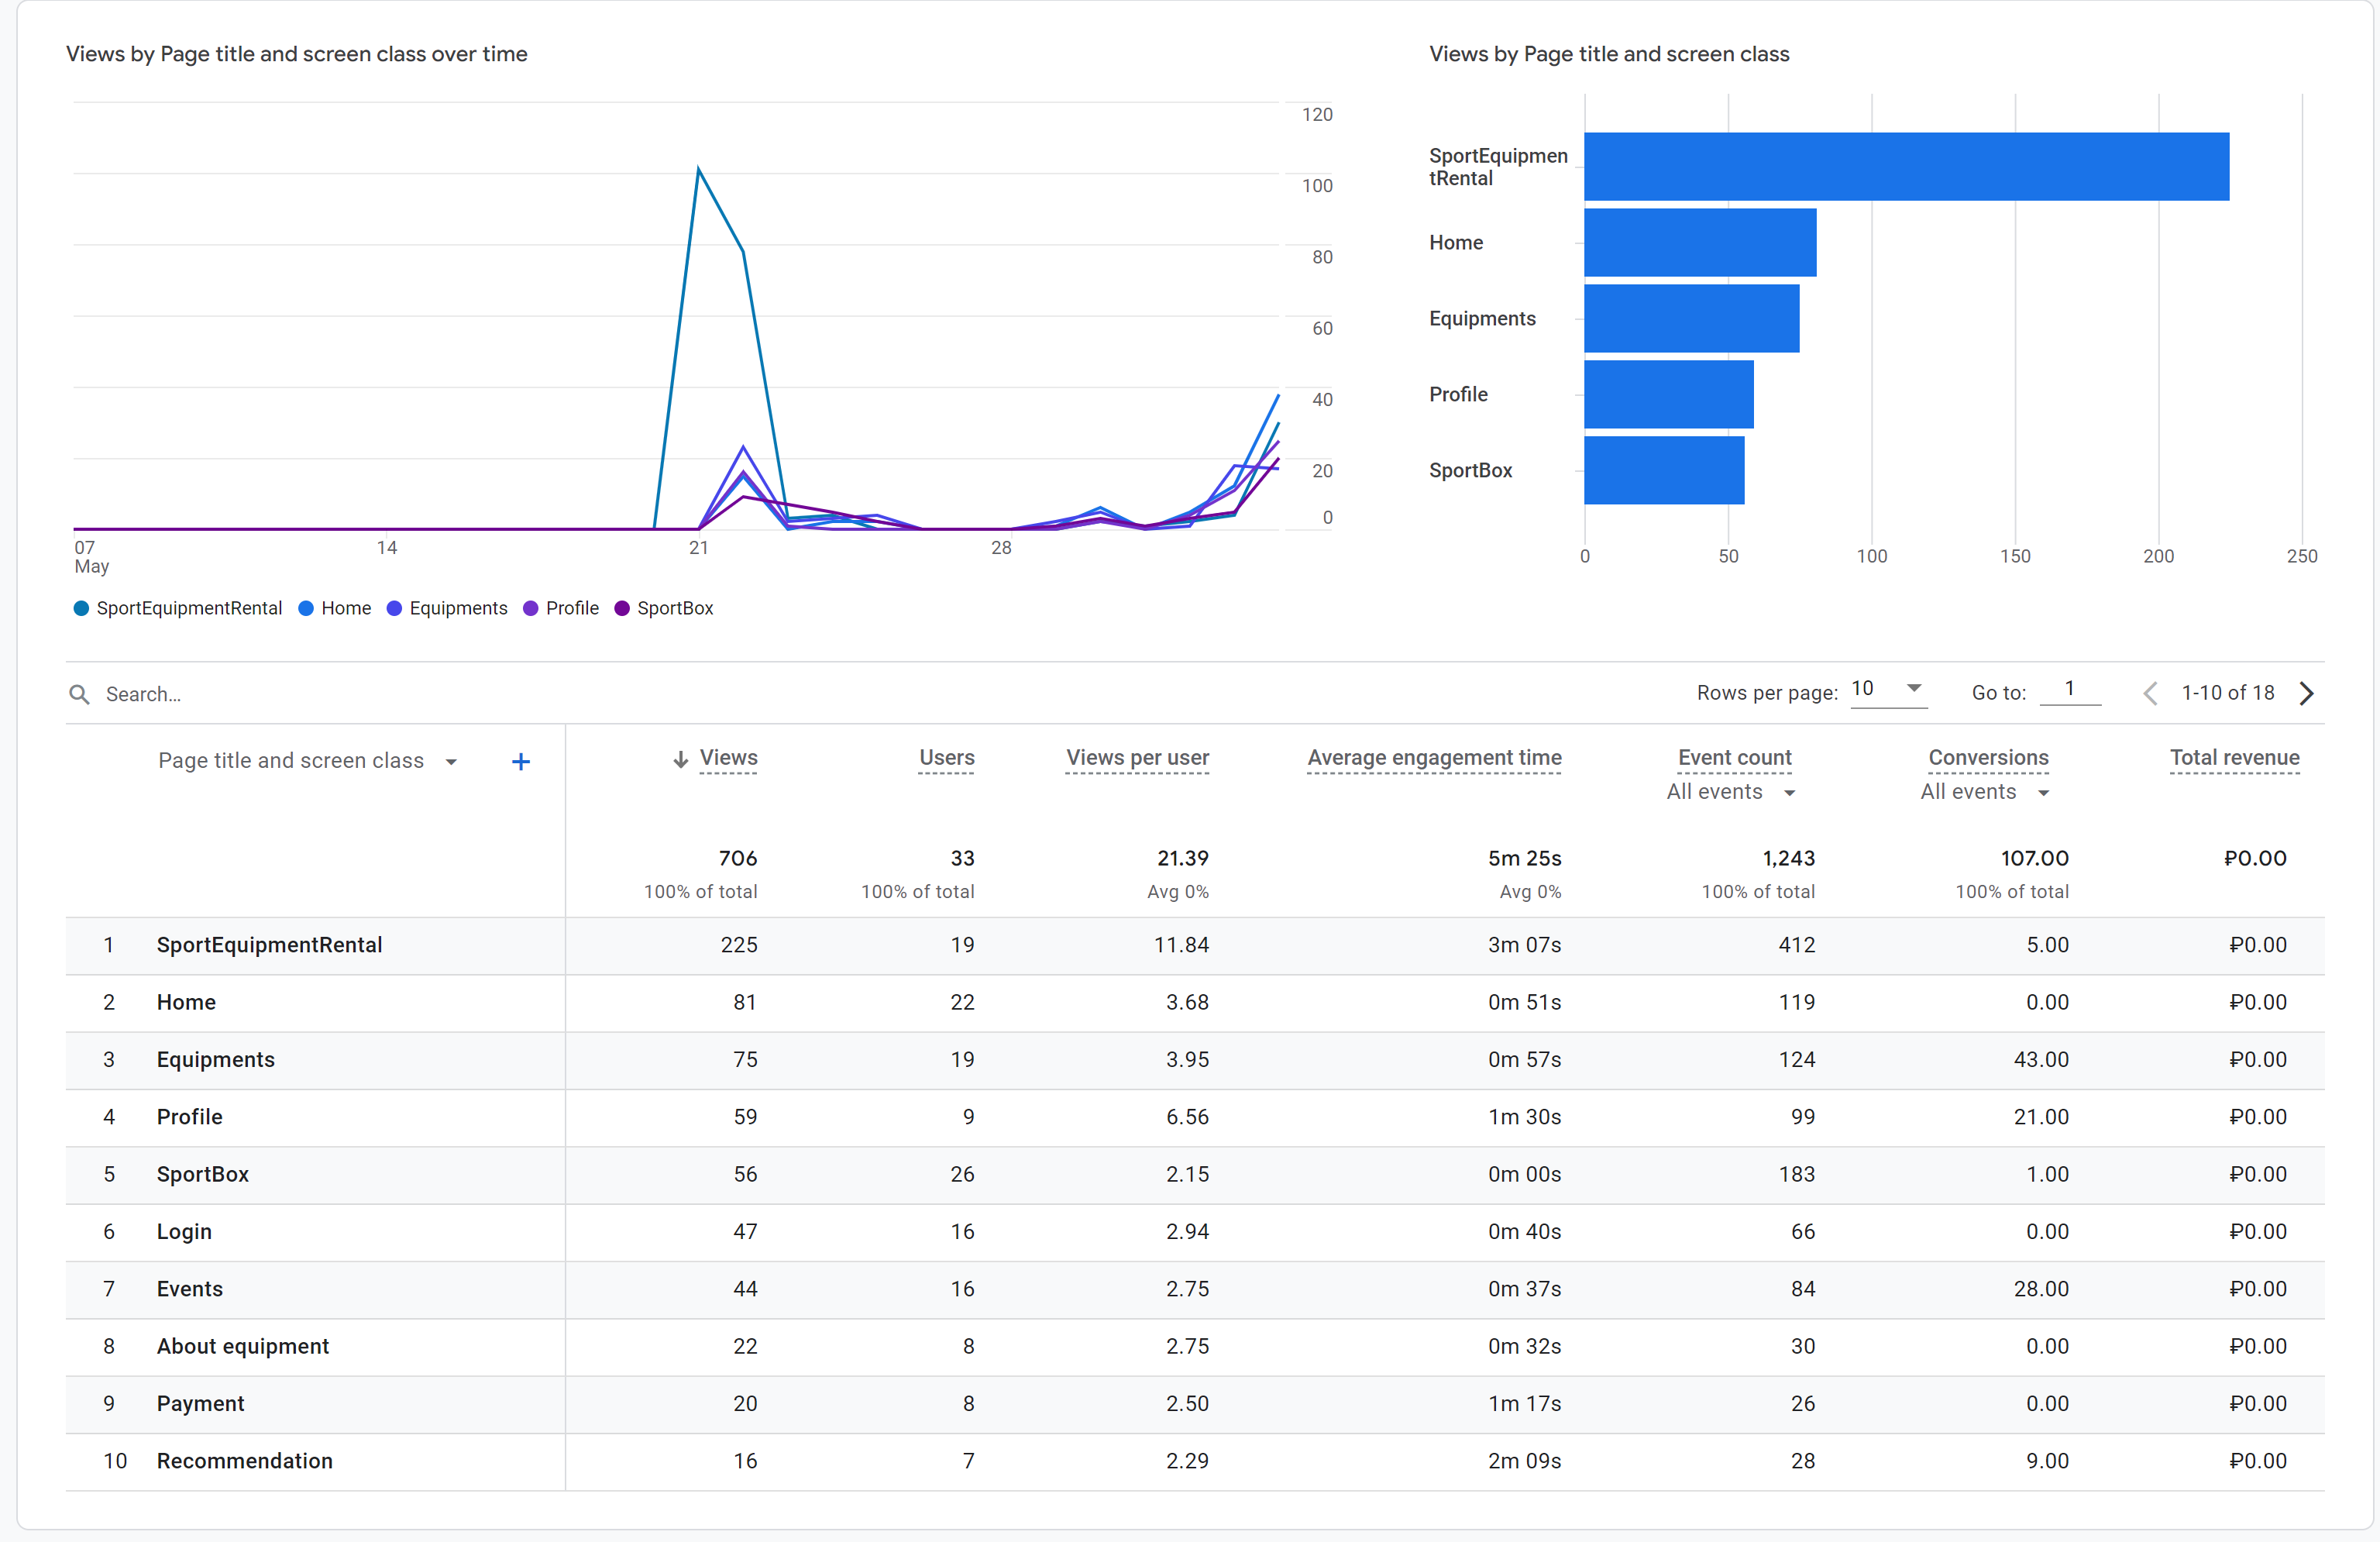 Views by Page title and screen class over time
120
100
80
60
40
20
0
07
May
14
21
28
SportEquipmentRental Home Equipments Profile SportBox
Views by Page title and screen class
SportEquipmen
tRental
Home
Equipments
Profile
SportBox
0 50 100 150 200 250
Search... Rows per page: 10 Go to: 1 1-10 of 18
Page title and screen class + Views Users Views per user Average engagement time Event count Conversions Total revenue
All events All events
706 33 21.39 5m 25s 1,243 107.00 ₽0.00
100% of total 100% of total Avg 0% Avg 0% 100% of total 100% of total
1 SportEquipmentRental 225 19 11.84 3m 07s 412 5.00 ₽0.00
2 Home 81 22 3.68 0m 51s 119 0.00 ₽0.00
3 Equipments 75 19 3.95 0m 57s 124 43.00 ₽0.00
4 Profile 59 9 6.56 1m 30s 99 21.00 ₽0.00
5 SportBox 56 26 2.15 0m 00s 183 1.00 ₽0.00
6 Login 47 16 2.94 0m 40s 66 0.00 ₽0.00
7 Events 44 16 2.75 0m 37s 84 28.00 ₽0.00
8 About equipment 22 8 2.75 0m 32s 30 0.00 ₽0.00
9 Payment 20 8 2.50 1m 17s 26 0.00 ₽0.00
10 Recommendation 16 7 2.29 2m 09s 28 9.00 ₽0.00